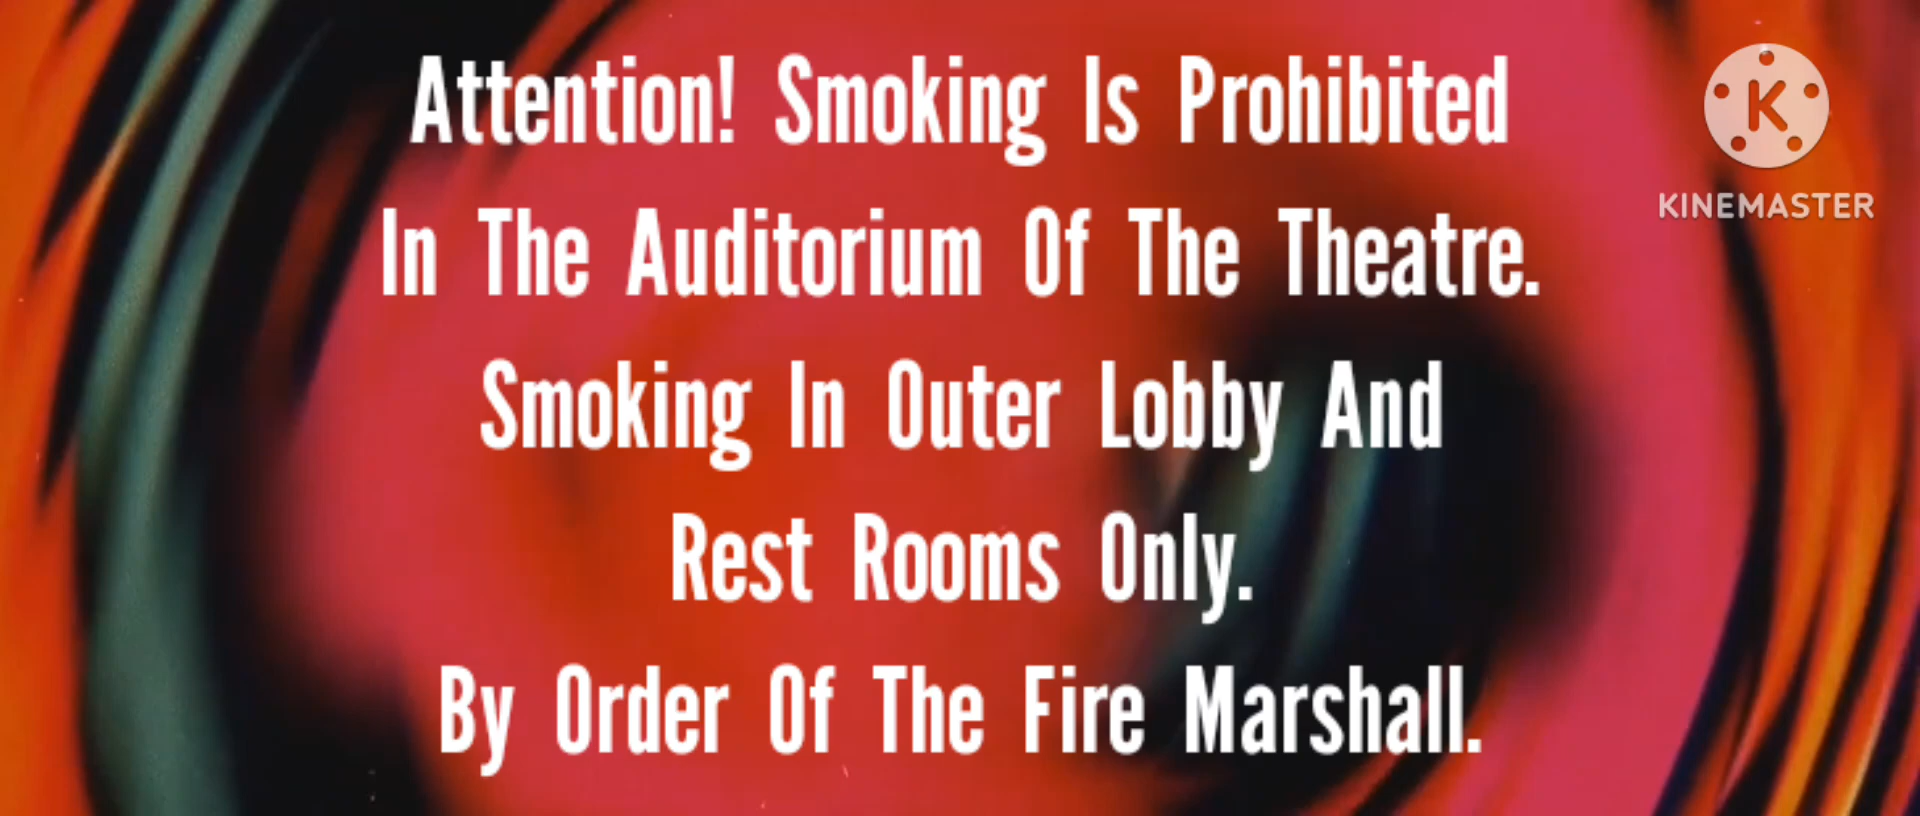 Attention! Smoking Is Prohibited
In The Auditorium Of The Theatre.
Smoking In Outer Lobby And
Rest Rooms Only.
By Order Of The Fire Marshall.
K
KINEMASTER